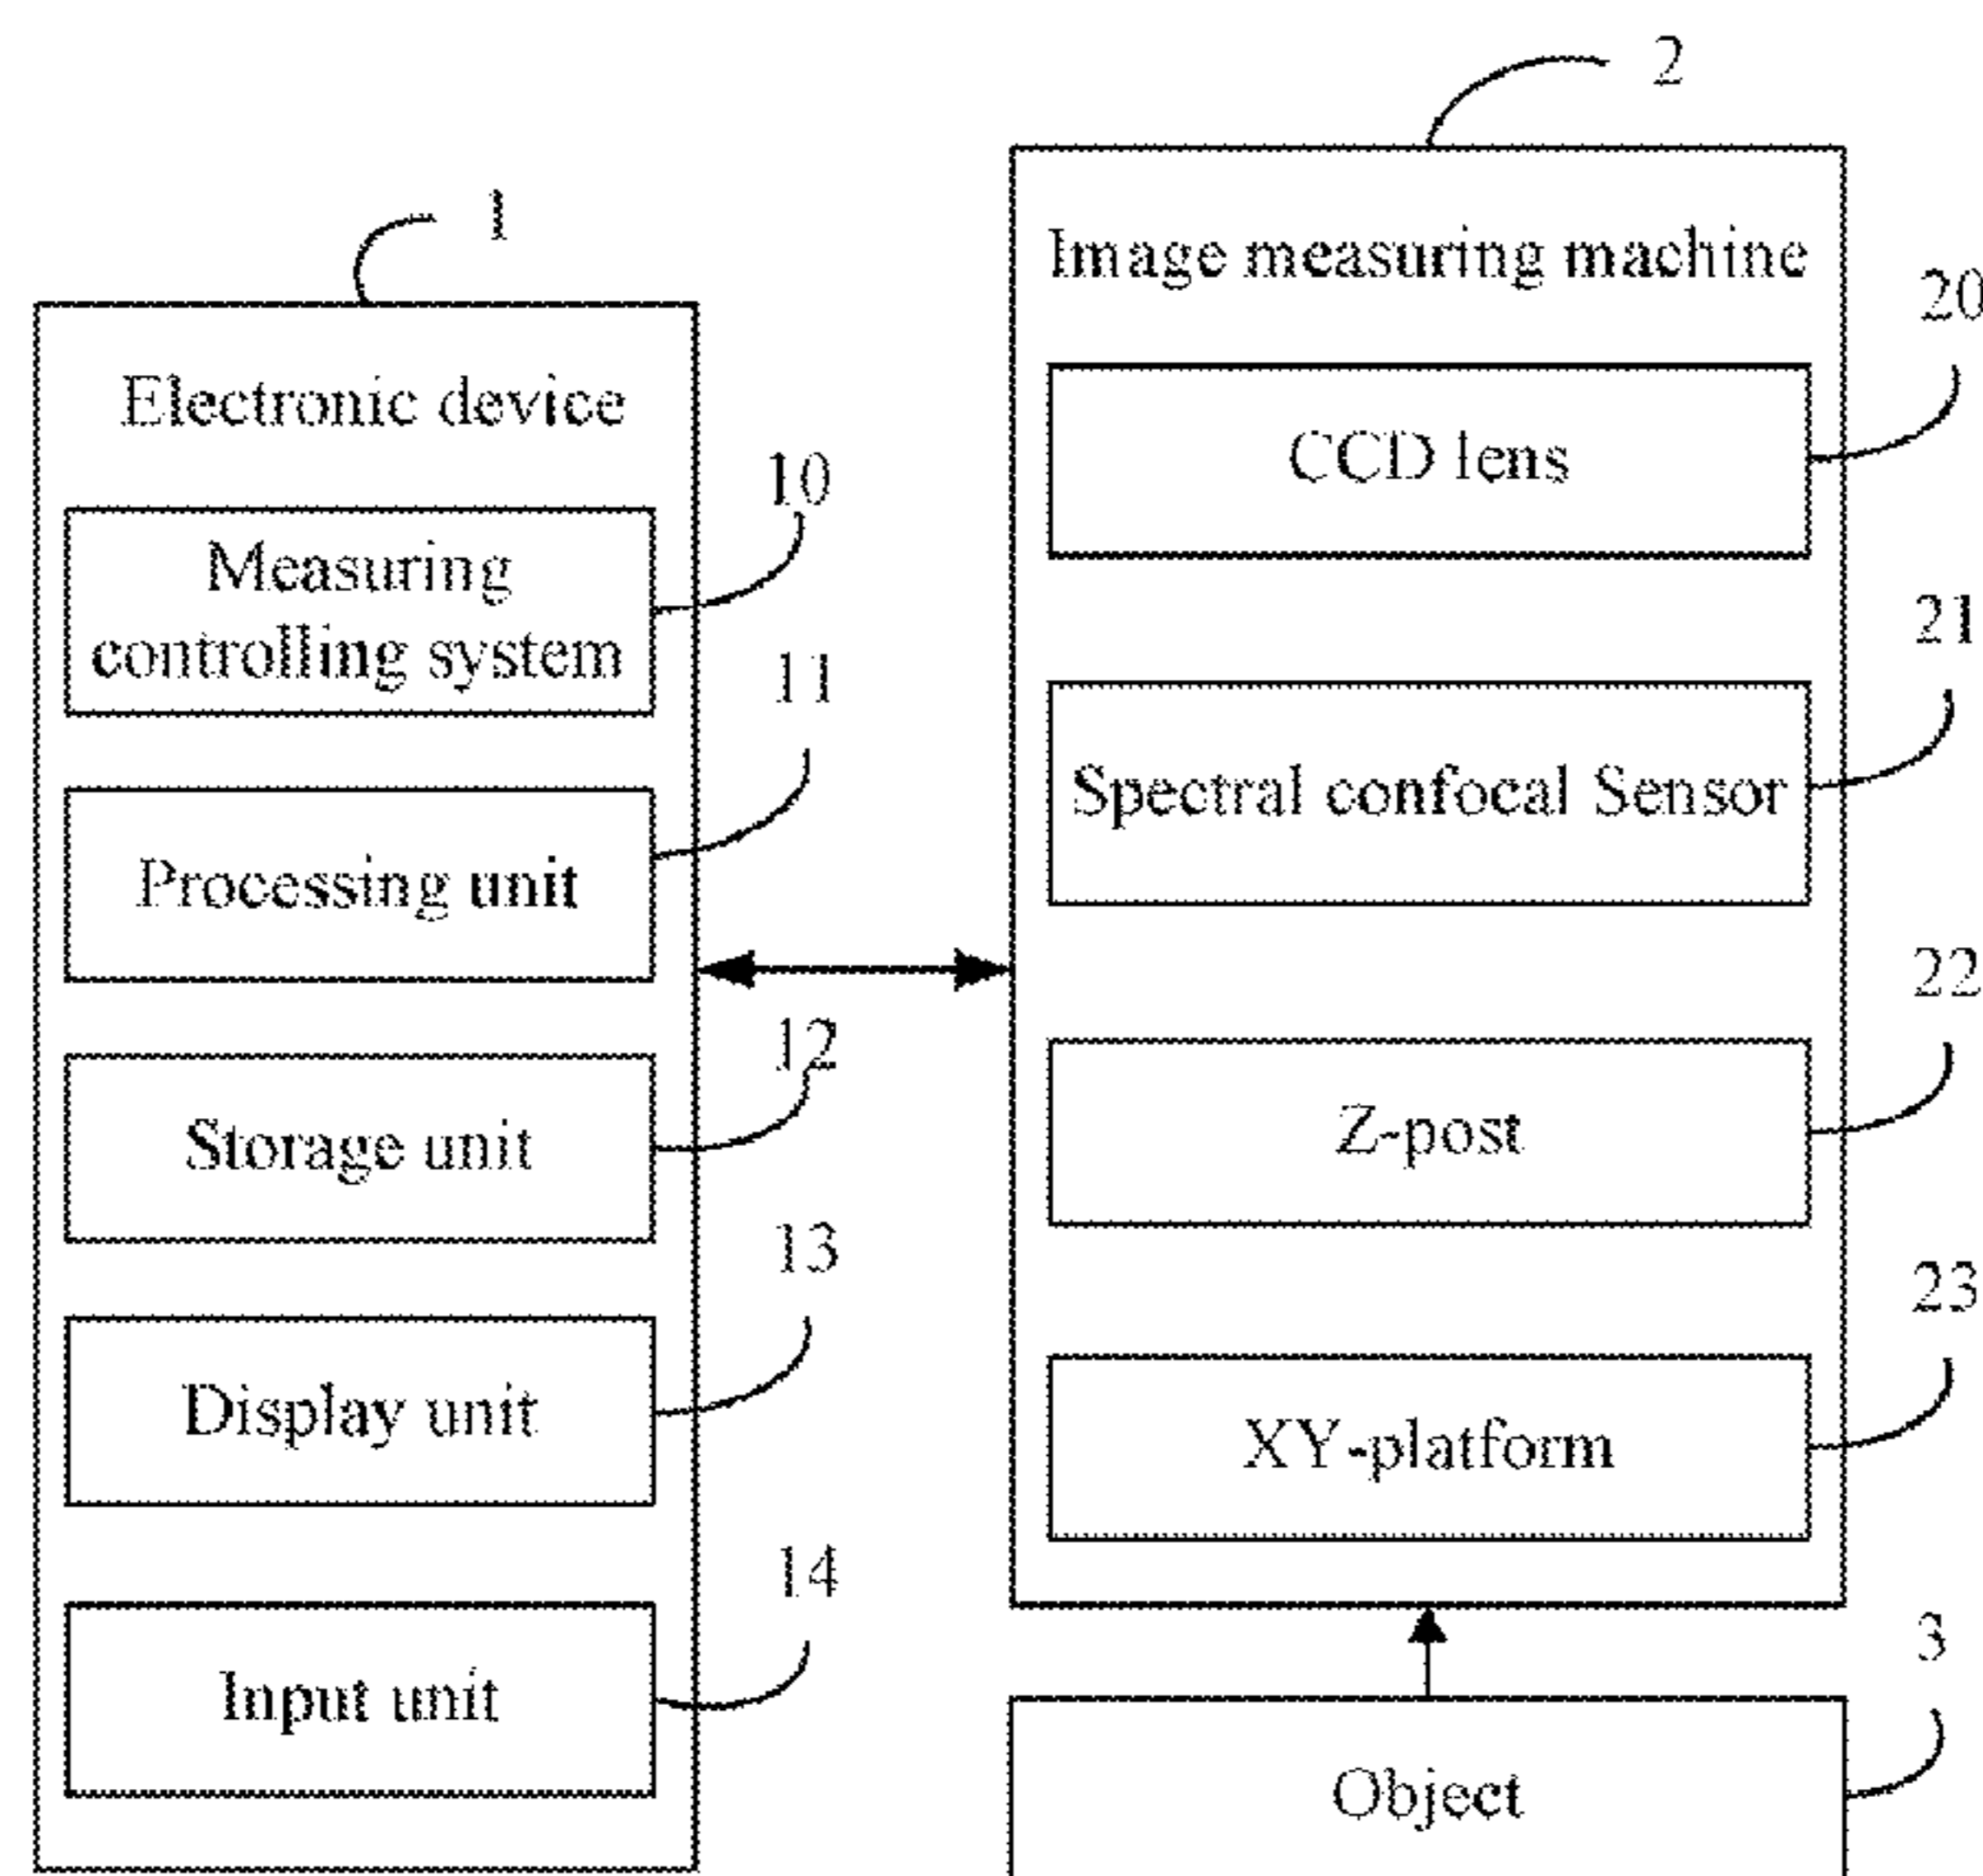 1
Electronic device
10
Measuring
controlling system
11
Processing unit
12
Storage unit
13
Display unit
14
Input unit
2
Image measuring machine
20
CCD lens
21
Spectral confocal Sensor
22
Z-post
23
XY-platform
3
Object